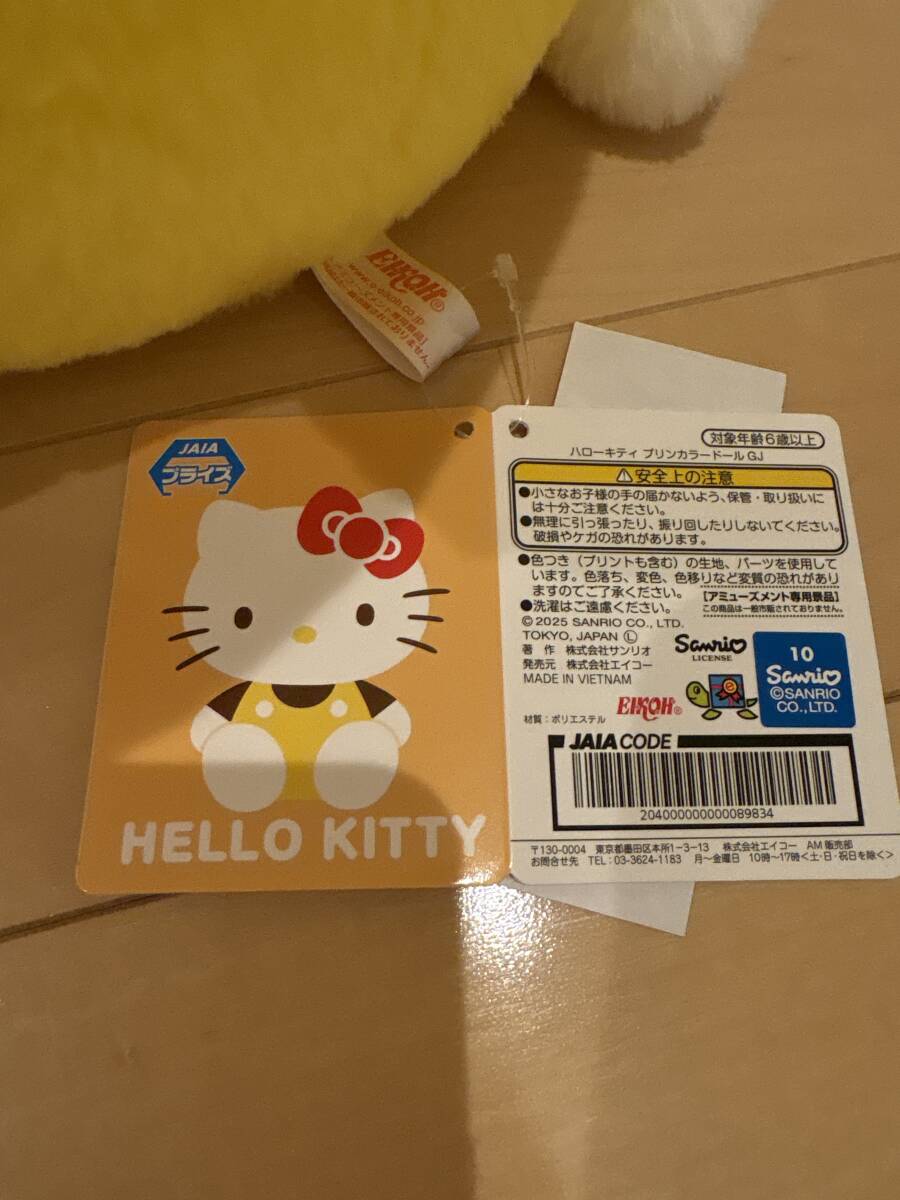 EIKOH®
www.e-eikoh.co.jp
JAIA
プライズ
HELLO KITTY
対象年齢6歳以上
ハローキティ プリンカラードール GJ
⚠安全上の注意
●小さなお子様の手の届かないよう、保管・取り扱いに
は十分ご注意ください。
●無理に引っ張ったり、振り回したりしないでください。
破損やケガの恐れがあります。
●色つき（プリントも含む）の生地、パーツを使用して
います。色落ち、変色、色移りなど変質の恐れがあり
ますのでご了承ください。
【アミューズメント専用景品】
●洗濯はご遠慮ください。
この商品は一般市販されておりません。
©2025 SANRIO CO., LTD.
TOKYO, JAPAN Ⓛ
著 作 株式会社サンリオ
発売元 株式会社エイコー
MADE IN VIETNAM
Sanrio
LICENSE
10
Sanrio
©SANRIO
CO., LTD.
EIKOH®
材質：ポリエステル
JAIA CODE
204000000000089834
〒130-0004 東京都墨田区本所1-3-13 株式会社エイコー AM販売部
お問合せ先 TEL：03-3624-1183 月～金曜日 10時～17時＜土・日・祝日を除く＞